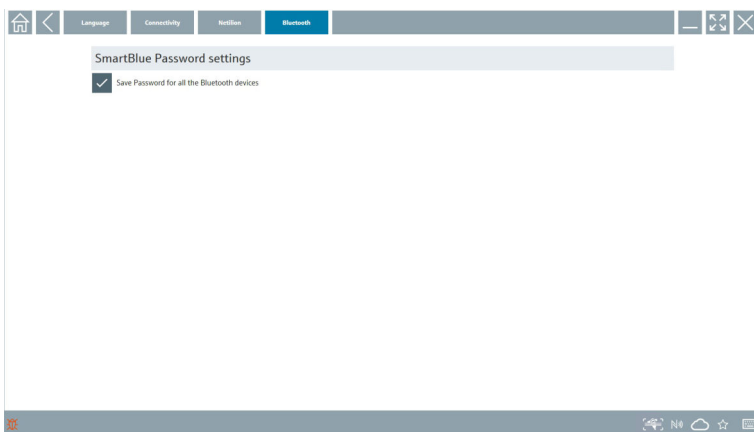 Language Connectivity Netilion Bluetooth
SmartBlue Password settings
Save Password for all the Bluetooth devices